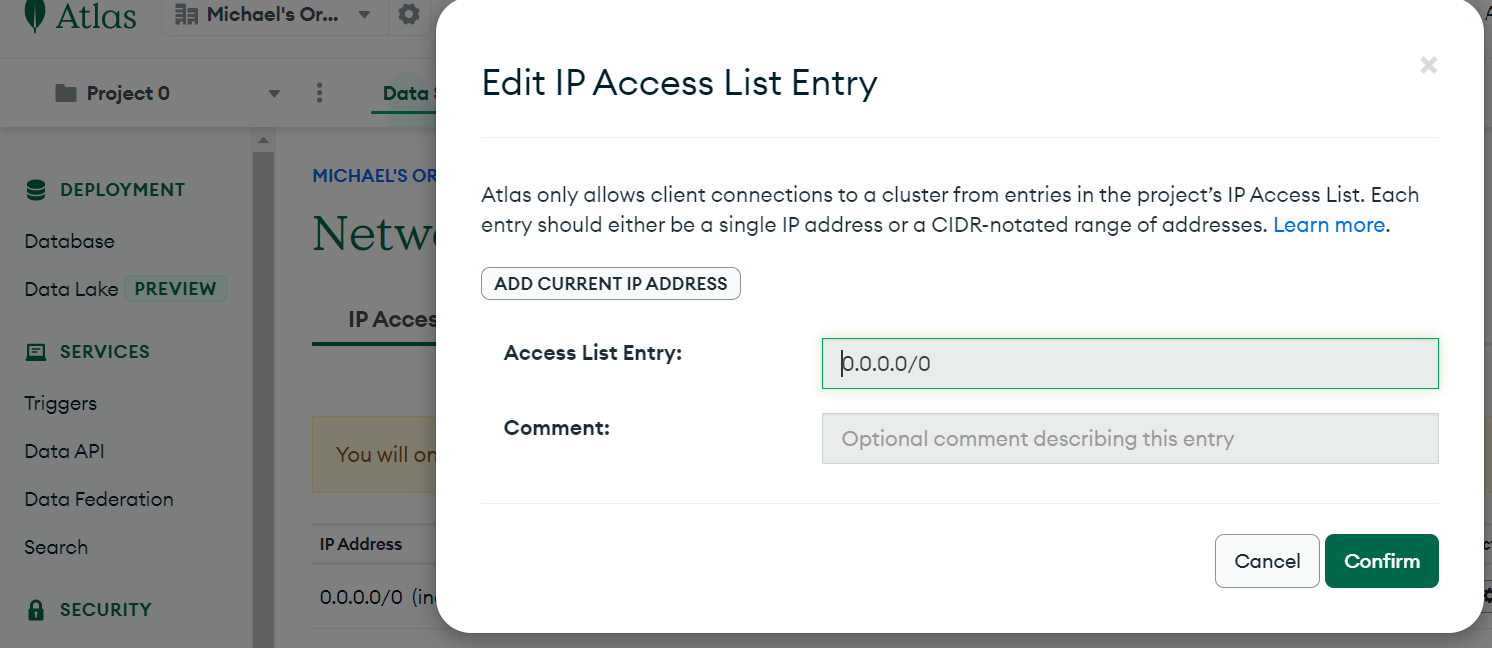 Atlas
Michael's Or...
Project 0
Data
DEPLOYMENT
Database
Data Lake PREVIEW
SERVICES
Triggers
Data API
Data Federation
Search
SECURITY
MICHAEL'S OR
Netw
IP Acces
You will on
IP Address
0.0.0.0/0 (in
Edit IP Access List Entry
Atlas only allows client connections to a cluster from entries in the project’s IP Access List. Each
entry should either be a single IP address or a CIDR-notated range of addresses. Learn more.
ADD CURRENT IP ADDRESS
Access List Entry:
0.0.0.0/0
Comment:
Optional comment describing this entry
Cancel
Confirm